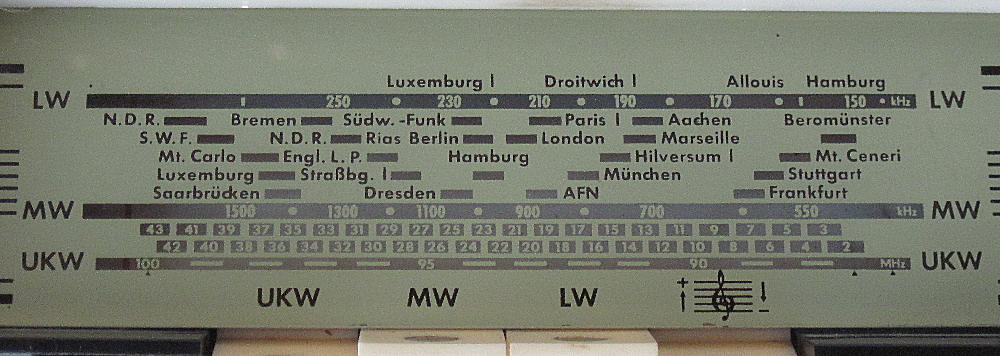 Luxemburg I Droitwich I Allouis Hamburg
LW 250 230 210 190 170 150 kHz LW
N.D.R. Bremen Südw.-Funk Paris I Aachen Beromünster
S.W.F. N.D.R. Rias Berlin London Marseille
Mt. Carlo Engl. L. P. Hamburg Hilversum I Mt. Ceneri
Luxemburg Straßbg. I München Stuttgart
Saarbrücken Dresden AFN Frankfurt
MW 1500 1300 1100 900 700 550 kHz MW
43 41 39 37 35 33 31 29 27 25 23 21 19 17 15 13 11 9 7 5 3
42 40 38 36 34 32 30 28 26 24 22 20 18 16 14 12 10 8 6 4 2
UKW 100 95 90 MHz UKW
UKW MW LW + -